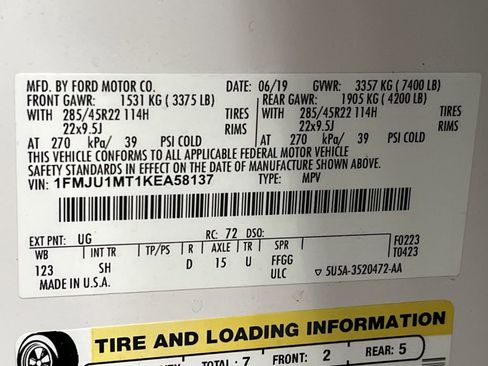 MFD. BY FORD MOTOR CO. DATE: 06/19 GVWR: 3357 KG (7400 LB)
FRONT GAWR: 1531 KG (3375 LB) REAR GAWR: 1905 KG (4200 LB)
WITH 285/45R22 114H TIRES WITH 285/45R22 114H TIRES
22x9.5J RIMS 22x9.5J RIMS
AT 270 kPa/ 39 PSI COLD AT 270 kPa/ 39 PSI COLD
THIS VEHICLE CONFORMS TO ALL APPLICABLE FEDERAL MOTOR VEHICLE
SAFETY STANDARDS IN EFFECT ON THE DATE OF MANUFACTURE SHOWN ABOVE.
VIN: 1FMJU1MT1KEA58137 TYPE: MPV
EXT PNT: UG RC: 72 DSO: F0223
WB INT TR TP/PS R AXLE TR SPR T0423
123 SH D 15 U FFGG
MADE IN U.S.A. ULC ▽ 5U5A-3520472-AA
TIRE AND LOADING INFORMATION
TOTAL : 7 FRONT: 2 REAR: 5